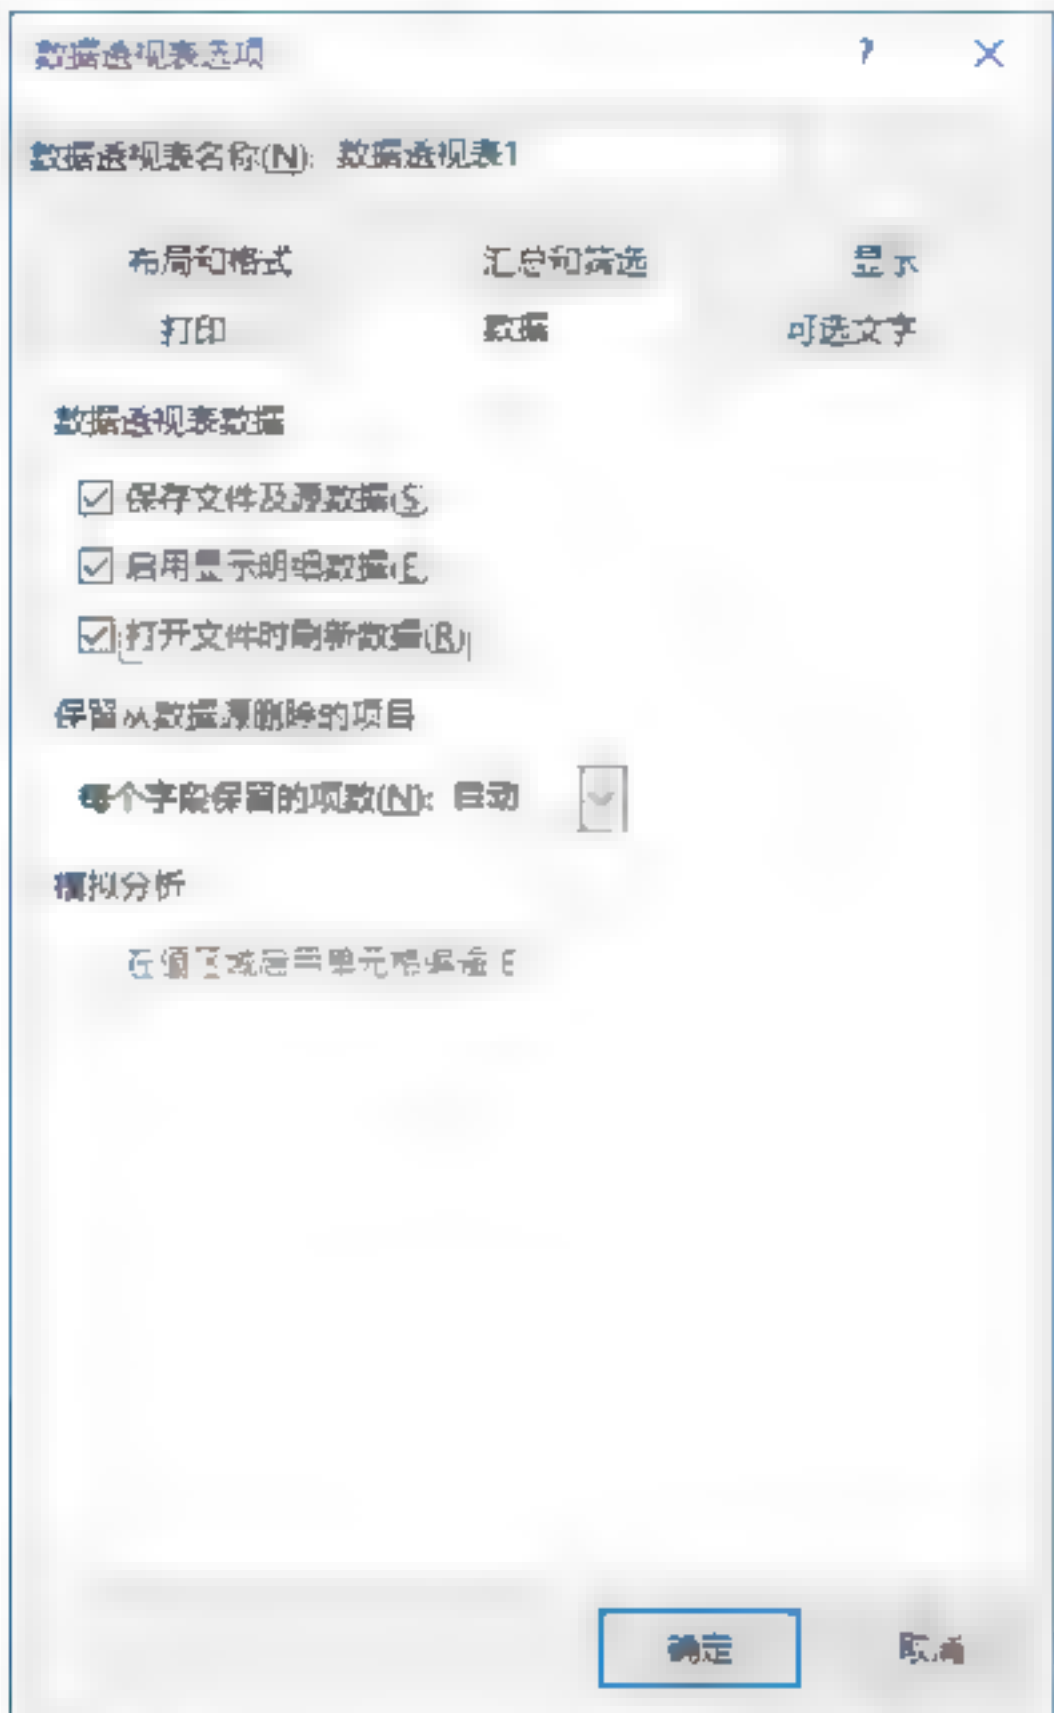 数据透视表选项 ? ×
数据透视表名称(N): 数据透视表1
布局和格式 汇总和筛选 显示
打印 数据 可选文字
数据透视表数据
保存文件及源数据(S)
启用显示明细数据(E)
打开文件时刷新数据(R)
保留从数据源删除的项目
每个字段保留的项数(N): 自动
模拟分析
确定 取消